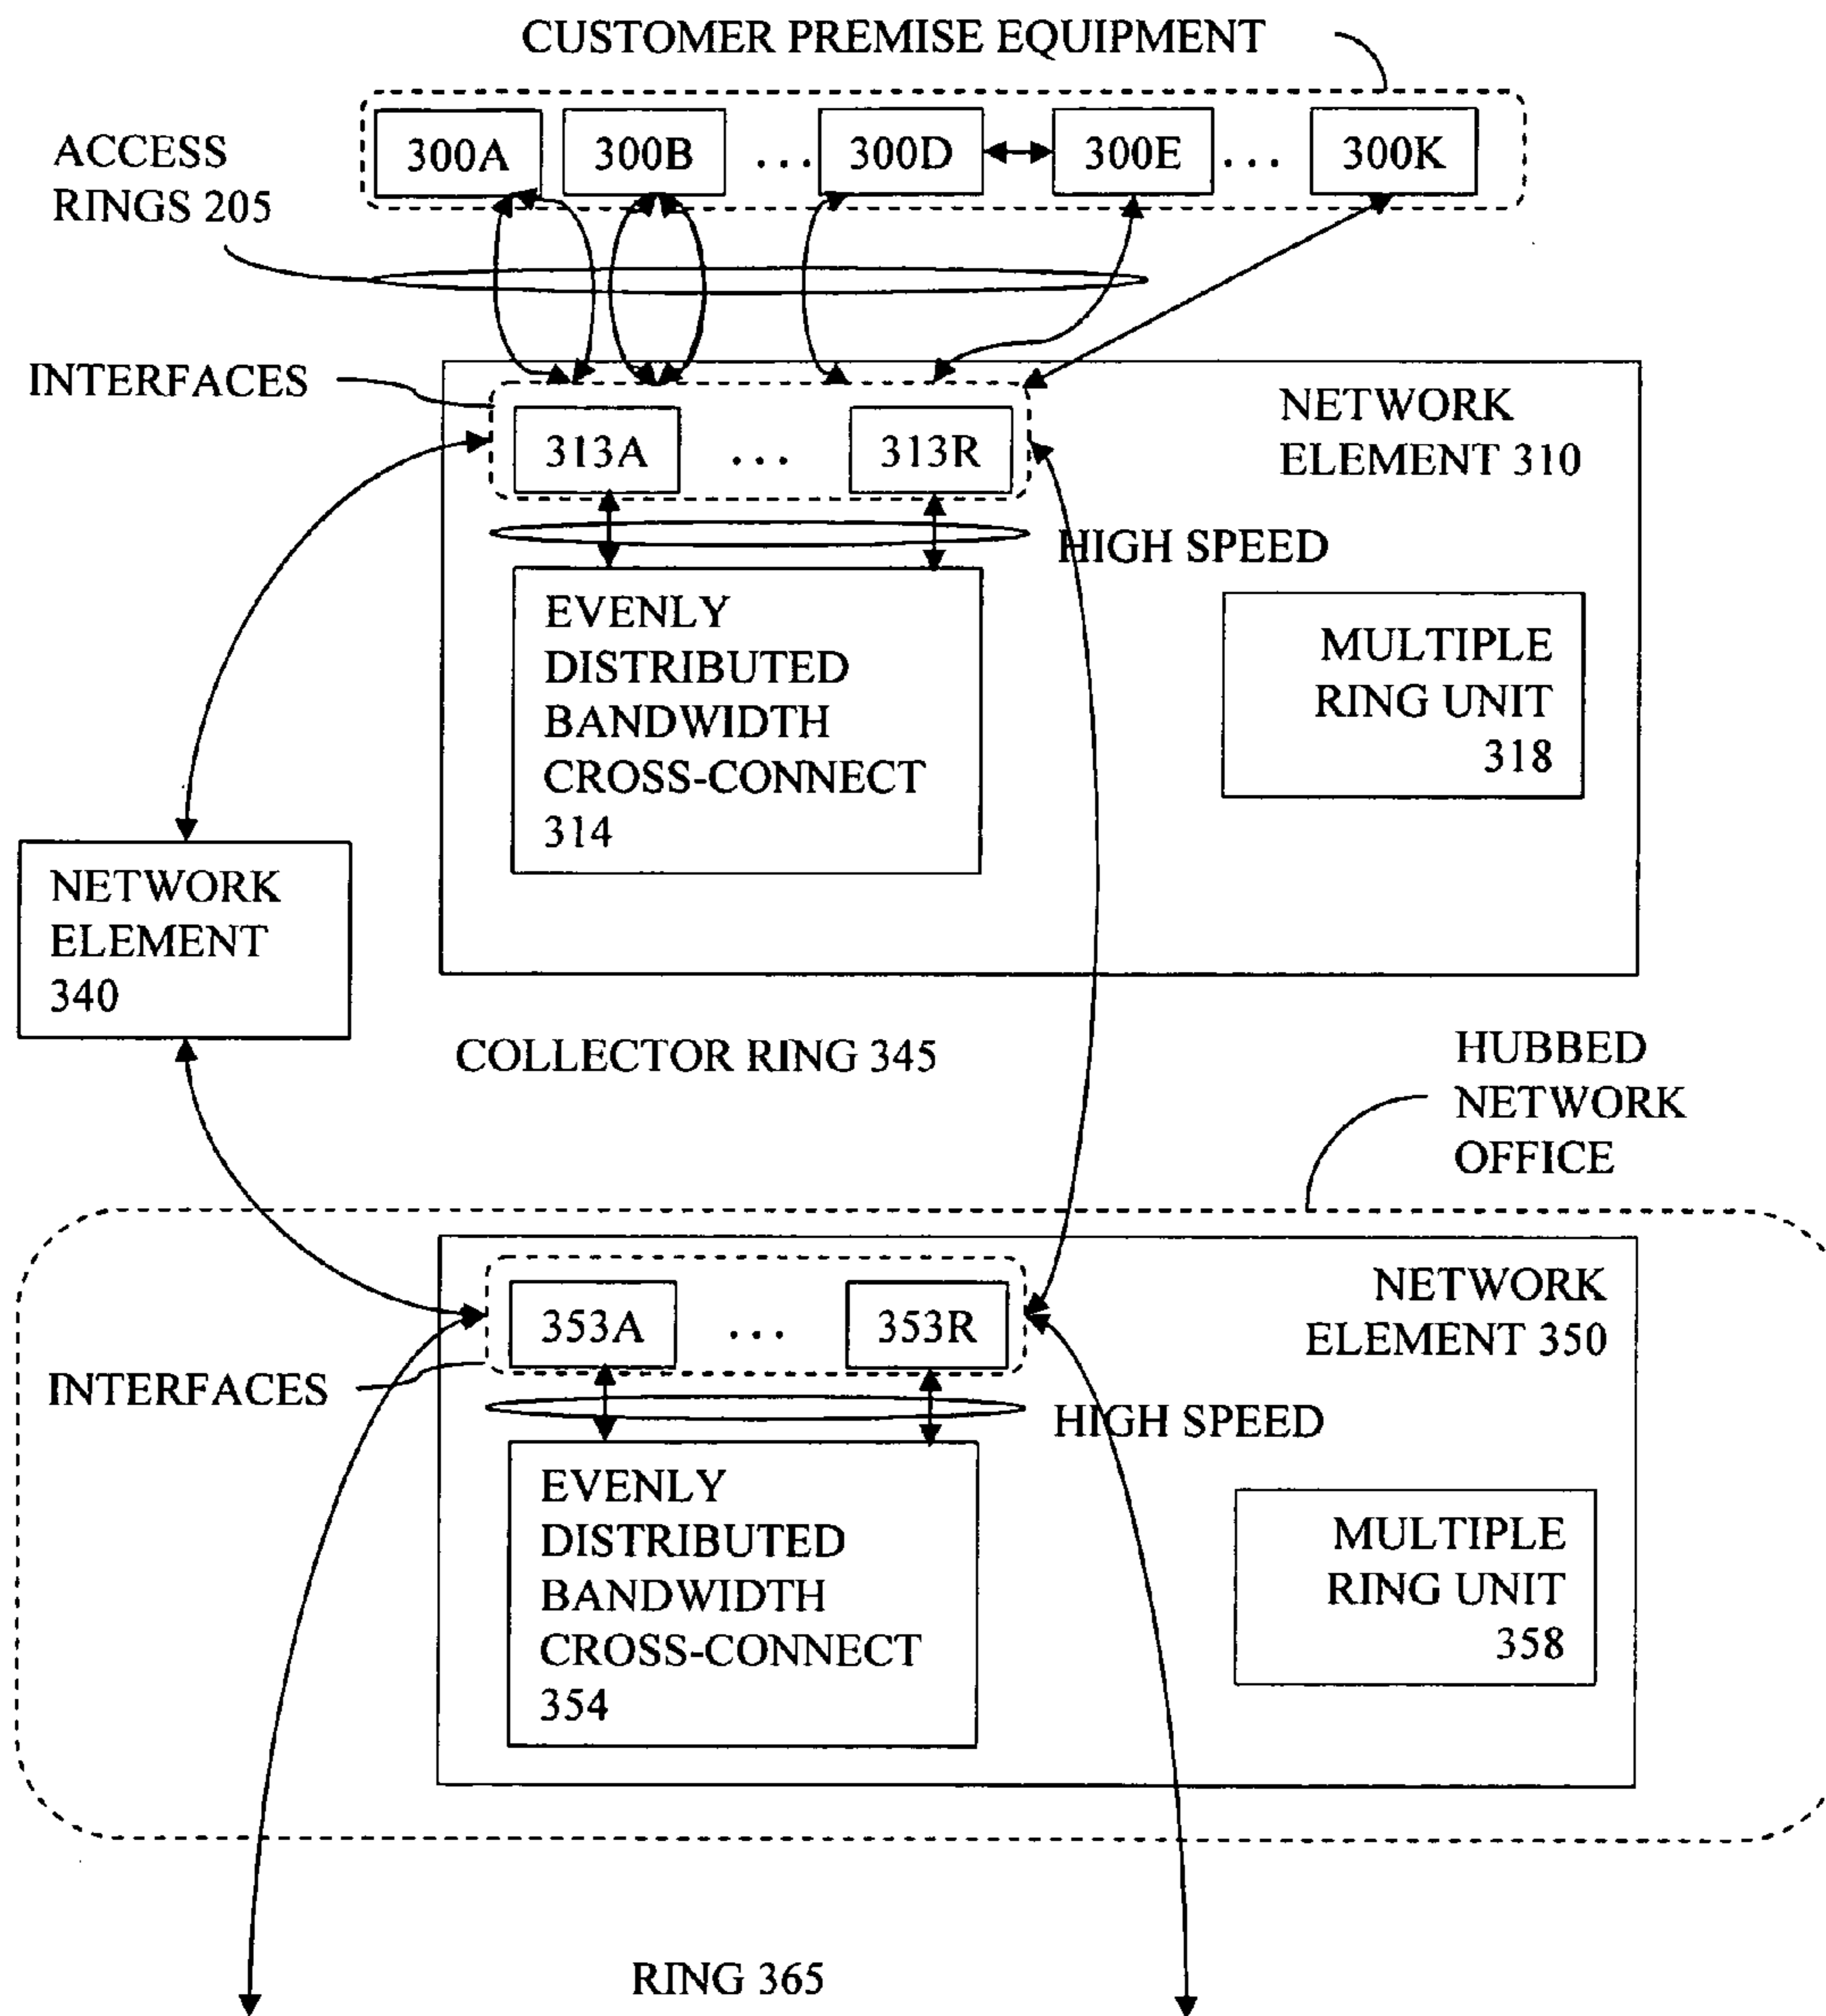 CUSTOMER PREMISE EQUIPMENT
ACCESS
RINGS 205
300A
300B
...
300D
300E
...
300K
INTERFACES
313A
...
313R
NETWORK
ELEMENT 310
HIGH SPEED
EVENLY
DISTRIBUTED
BANDWIDTH
CROSS-CONNECT
314
MULTIPLE
RING UNIT
318
NETWORK
ELEMENT
340
COLLECTOR RING 345
HUBBED
NETWORK
OFFICE
353A
...
353R
NETWORK
ELEMENT 350
INTERFACES
HIGH SPEED
EVENLY
DISTRIBUTED
BANDWIDTH
CROSS-CONNECT
354
MULTIPLE
RING UNIT
358
RING 365